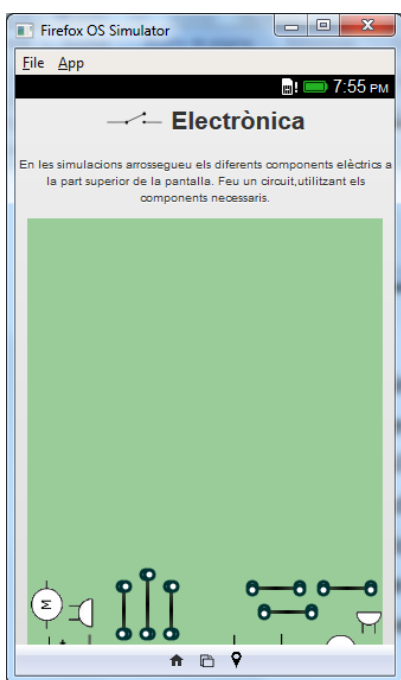 Firefox OS Simulator
File App
7:55 PM
Electrònica
En les simulacions arrossegueu els diferents components elèctrics a
la part superior de la pantalla. Feu un circuit,utilitzant els
components necessaris.
M